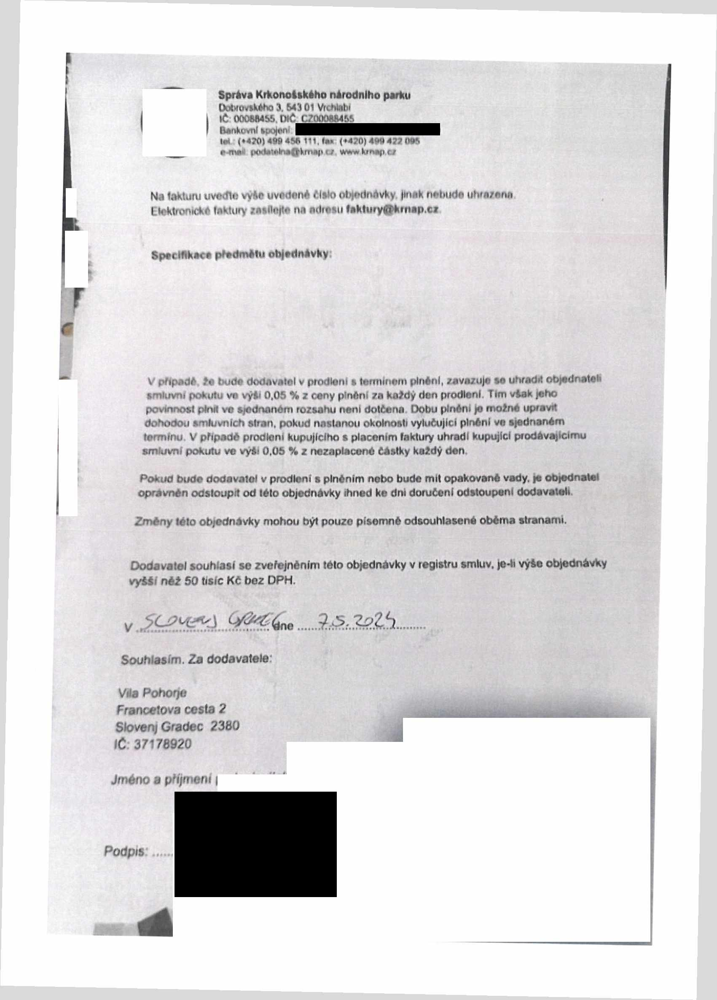 Správa Krkonošského národního parku
Dobrovského 3, 543 01 Vrchlabí
IČ: 00088455, DIČ: CZ00088455
Bankovní spojení:
tel.: (+420) 499 456 111, fax: (+420) 499 422 095
e-mail: podatelna@krnap.cz, www.krnap.cz
Na fakturu uveďte výše uvedené číslo objednávky, jinak nebude uhrazena.
Elektronické faktury zasílejte na adresu faktury@krnap.cz.
Specifikace předmětu objednávky:
V případě, že bude dodavatel v prodlení s termínem plnění, zavazuje se uhradit objednateli
smluvní pokutu ve výši 0,05 % z ceny plnění za každý den prodlení. Tím však jeho
povinnost plnit ve sjednaném rozsahu není dotčena. Dobu plnění je možné upravit
dohodou smluvních stran, pokud nastanou okolnosti vylučující plnění ve sjednaném
termínu. V případě prodlení kupujícího s placením faktury uhradí kupující prodávajícímu
smluvní pokutu ve výši 0,05 % z nezaplacené částky každý den.
Pokud bude dodavatel v prodlení s plněním nebo bude mít opakovaně vady, je objednatel
oprávněn odstoupit od této objednávky ihned ke dni doručení odstoupení dodavateli.
Změny této objednávky mohou být pouze písemně odsouhlasené oběma stranami.
Dodavatel souhlasí se zveřejněním této objednávky v registru smluv, je-li výše objednávky
vyšší něž 50 tisíc Kč bez DPH.
V SLOVENJ GRADEC dne 7.5.2024
Souhlasím. Za dodavatele:
Vila Pohorje
Francetova cesta 2
Slovenj Gradec 2380
IČ: 37178920
Jméno a příjmení
Podpis: ......